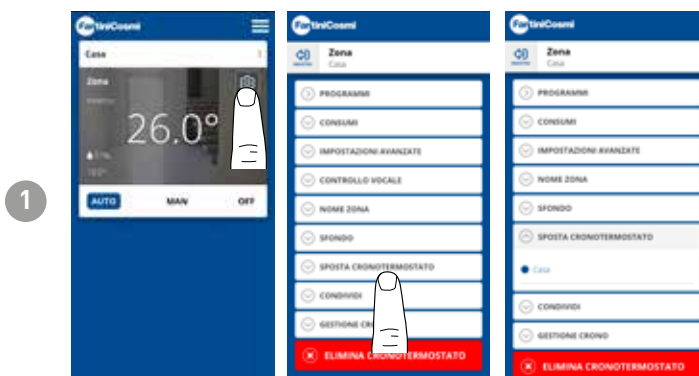 1
FantiniCosmi
Casa
Zona
26.0°
AUTO MAN OFF
FantiniCosmi
Zona
Casa
PROGRAMMI
CONSUMI
IMPOSTAZIONI AVANZATE
CONTROLLO VOCALE
NOME ZONA
SFONDO
SPOSTA CRONOTERMOSTATO
CONDIVIDI
GESTIONE
ELIMINA CRONOTERMOSTATO
FantiniCosmi
Zona
Casa
PROGRAMMI
CONSUMI
IMPOSTAZIONI AVANZATE
NOME ZONA
SFONDO
SPOSTA CRONOTERMOSTATO
Casa
CONDIVIDI
GESTIONE CRONO
ELIMINA CRONOTERMOSTATO